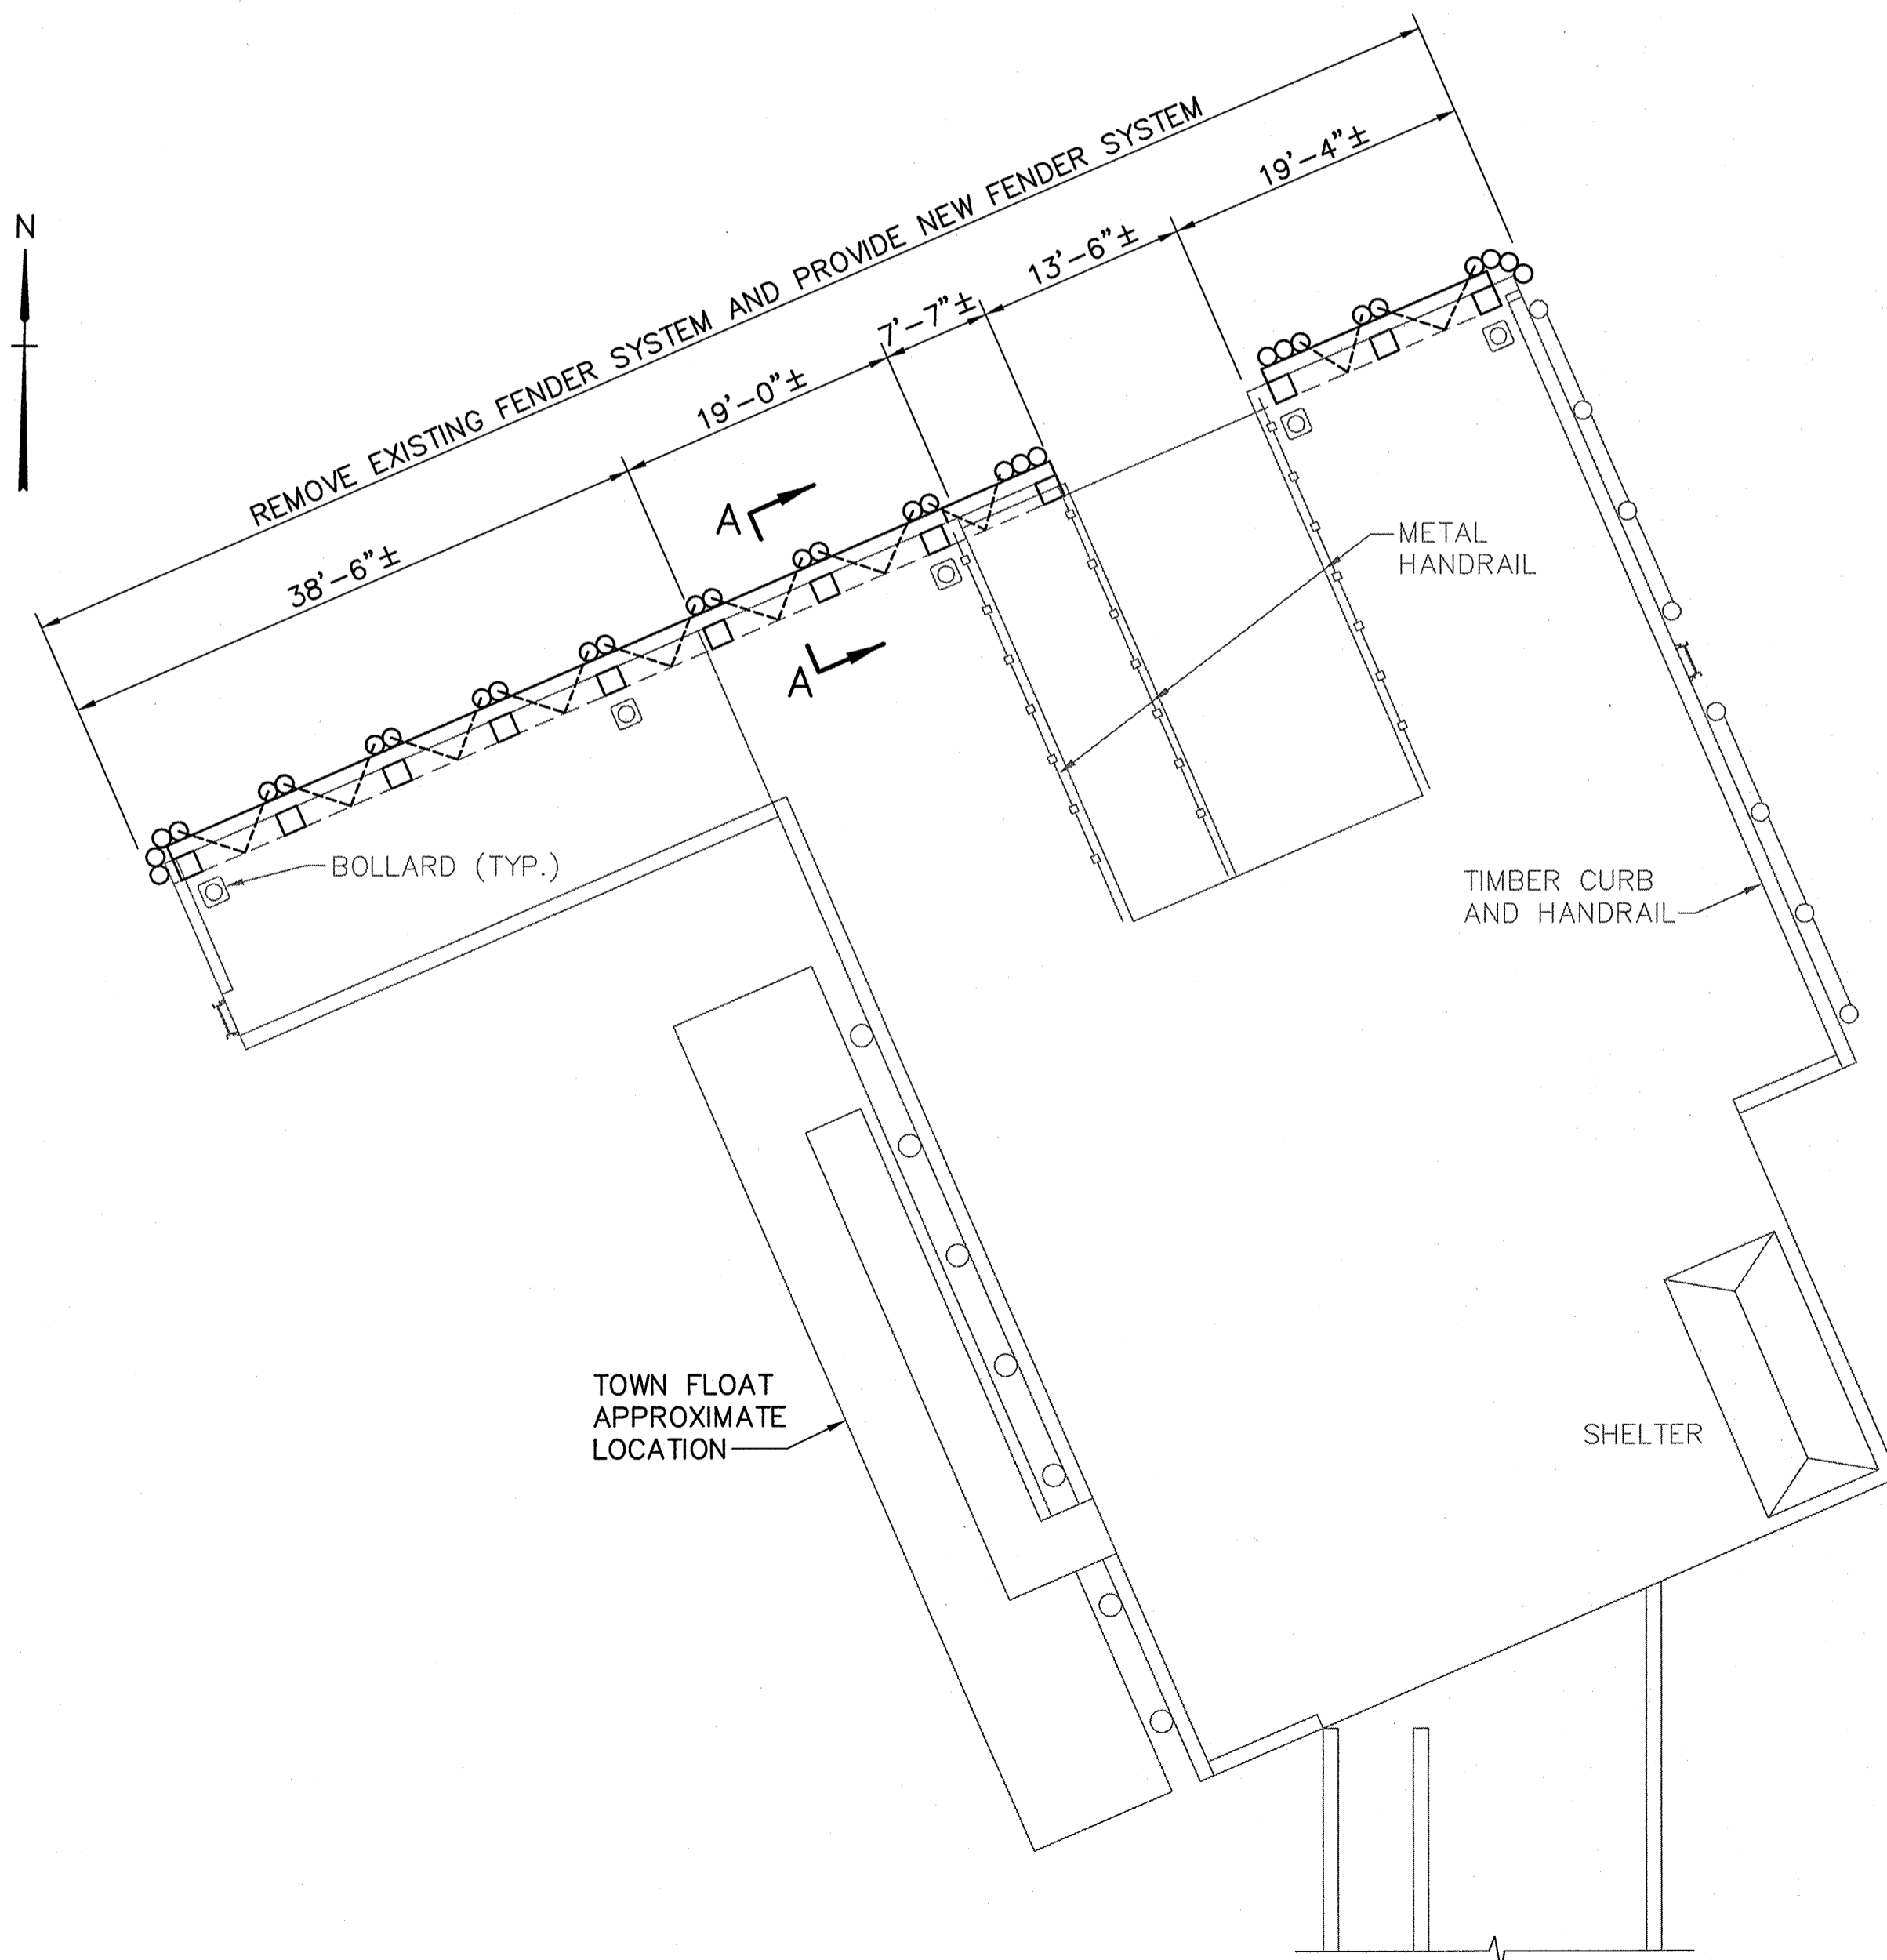 N
REMOVE EXISTING FENDER SYSTEM AND PROVIDE NEW FENDER SYSTEM
38'-6"±
19'-0"±
7'-7"±
13'-6"±
19'-4"±
A
A
METAL
HANDRAIL
BOLLARD (TYP.)
TIMBER CURB
AND HANDRAIL
TOWN FLOAT
APPROXIMATE
LOCATION
SHELTER